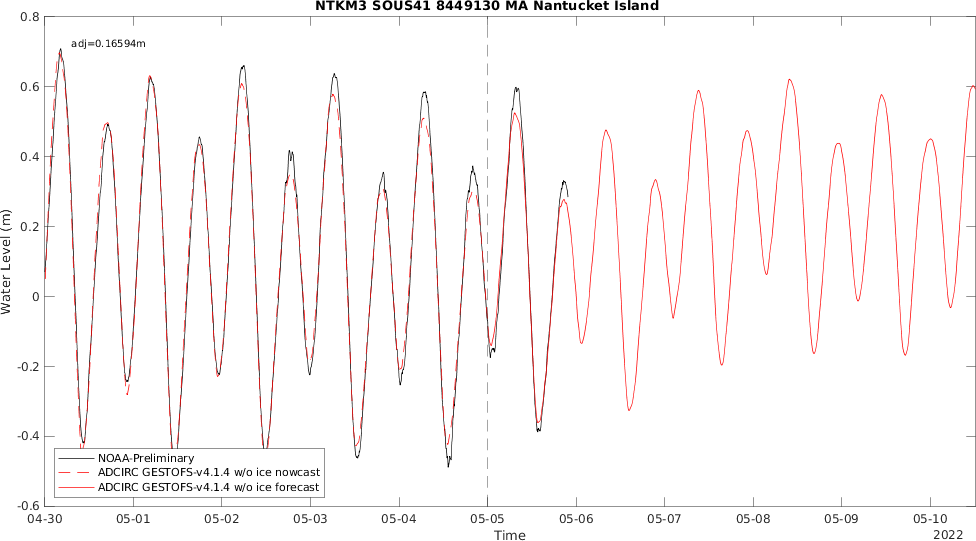 NTKM3 SOUS41 8449130 MA Nantucket Island
adj=0.16594m
0.8
0.6
0.4
0.2
0
-0.2
-0.4
-0.6
Water Level (m)
NOAA-Preliminary
ADCIRC GESTOFS-v4.1.4 w/o ice nowcast
ADCIRC GESTOFS-v4.1.4 w/o ice forecast
04-30 05-01 05-02 05-03 05-04 05-05 05-06 05-07 05-08 05-09 05-10
Time
2022